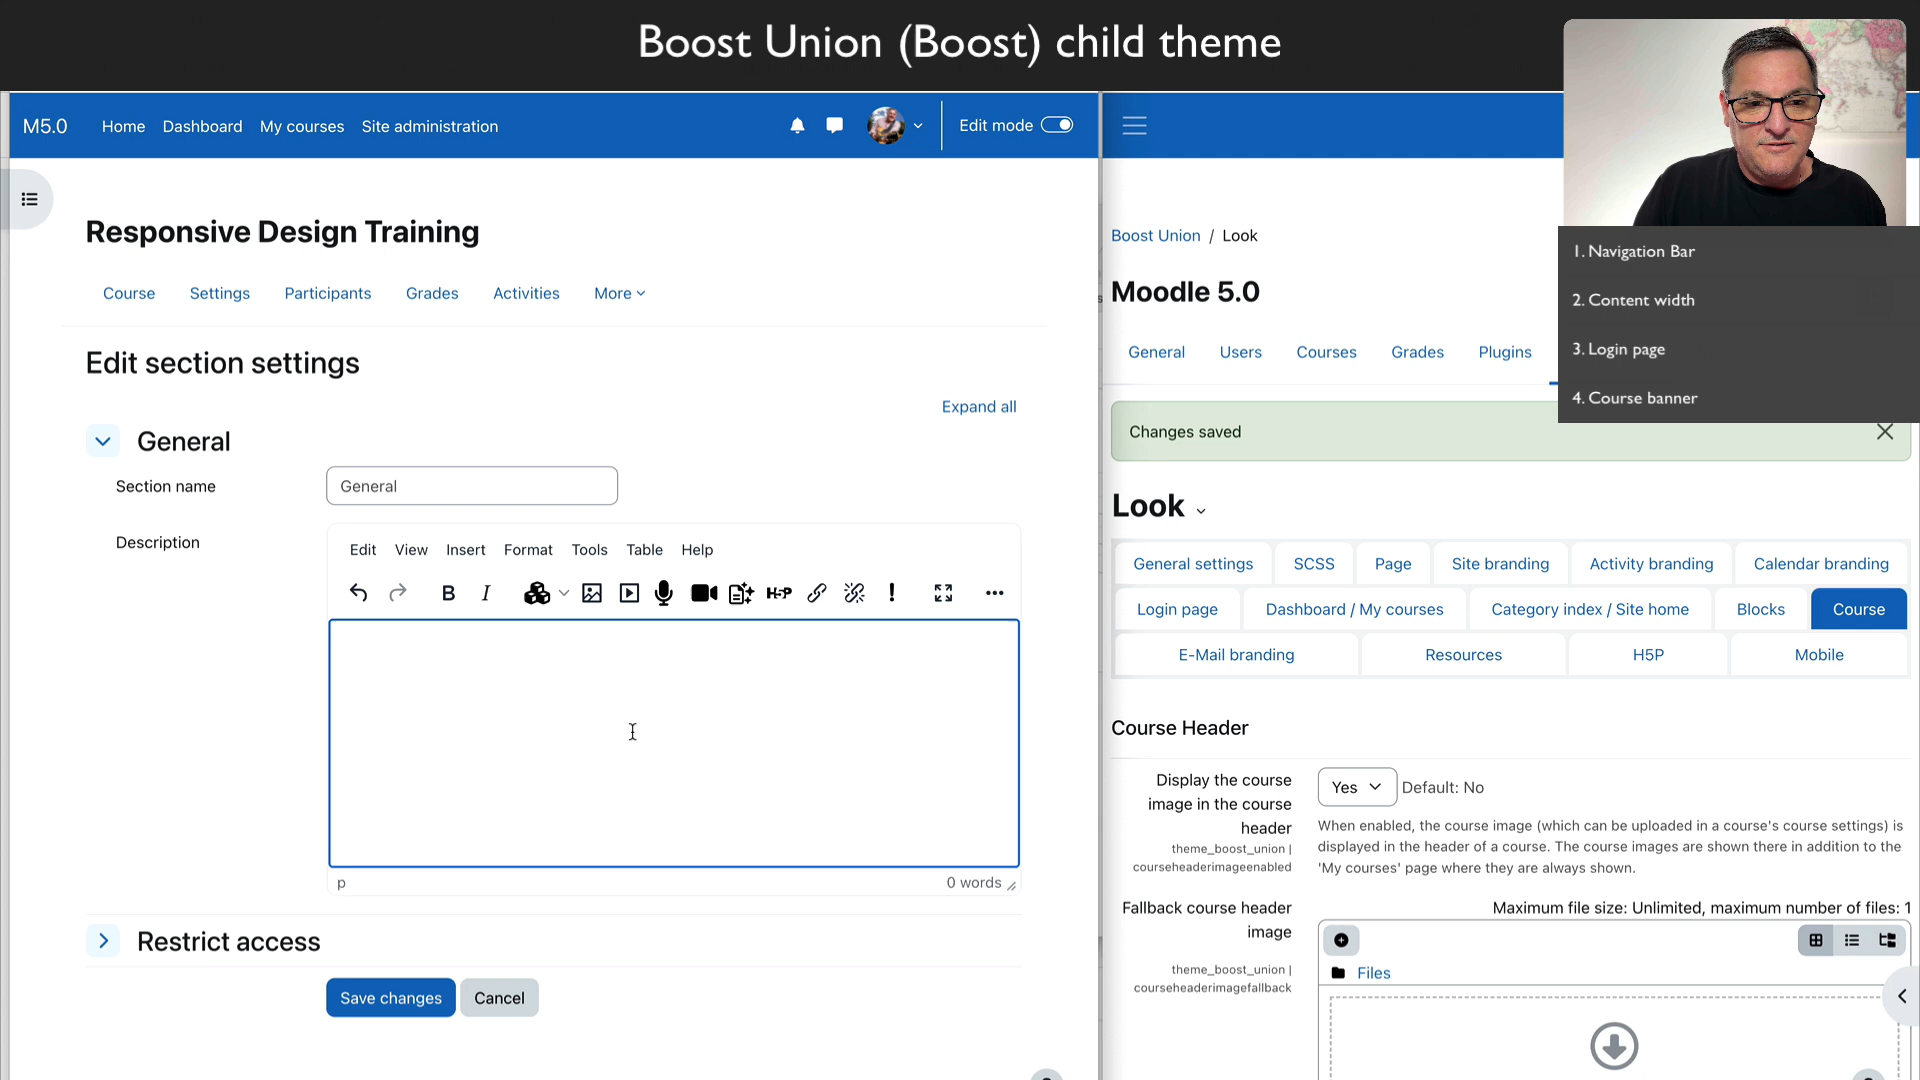 Boost Union (Boost) child theme
M5.0 Home Dashboard My courses Site administration Edit mode
Responsive Design Training
Course Settings Participants Grades Activities More
Edit section settings
Expand all
General
Section name General
Description
Edit View Insert Format Tools Table Help
B I H5P ! ...
p 0 words
Restrict access
Save changes Cancel
Boost Union / Look
Moodle 5.0
General Users Courses Grades Plugins
1. Navigation Bar
2. Content width
3. Login page
4. Course banner
Changes saved
Look
General settings SCSS Page Site branding Activity branding Calendar branding
Login page Dashboard / My courses Category index / Site home Blocks Course
E-Mail branding Resources H5P Mobile
Course Header
Display the course
image in the course
header
theme_boost_union |
courseheaderimageenabled
Yes Default: No
When enabled, the course image (which can be uploaded in a course's course settings) is
displayed in the header of a course. The course images are shown there in addition to the
'My courses' page where they are always shown.
Fallback course header
image
theme_boost_union |
courseheaderimagefallback
Maximum file size: Unlimited, maximum number of files: 1
Files